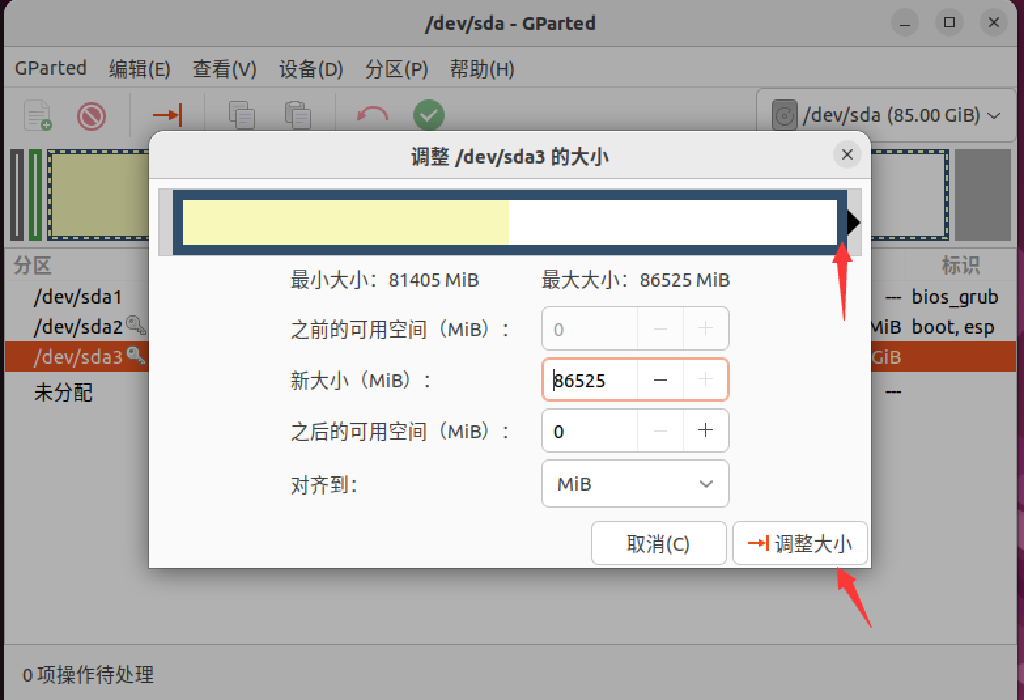 /dev/sda - GParted
GParted 编辑(E) 查看(V) 设备(D) 分区(P) 帮助(H)
/dev/sda (85.00 GiB)
调整 /dev/sda3 的大小
最小大小：81405 MiB 最大大小：86525 MiB
之前的可用空间（MiB）： 0
新大小（MiB）： 86525
之后的可用空间（MiB）： 0
对齐到： MiB
取消(C) 调整大小
分区 标识
/dev/sda1 --- bios_grub
/dev/sda2 MiB boot, esp
/dev/sda3 GiB
未分配 ---
0 项操作待处理